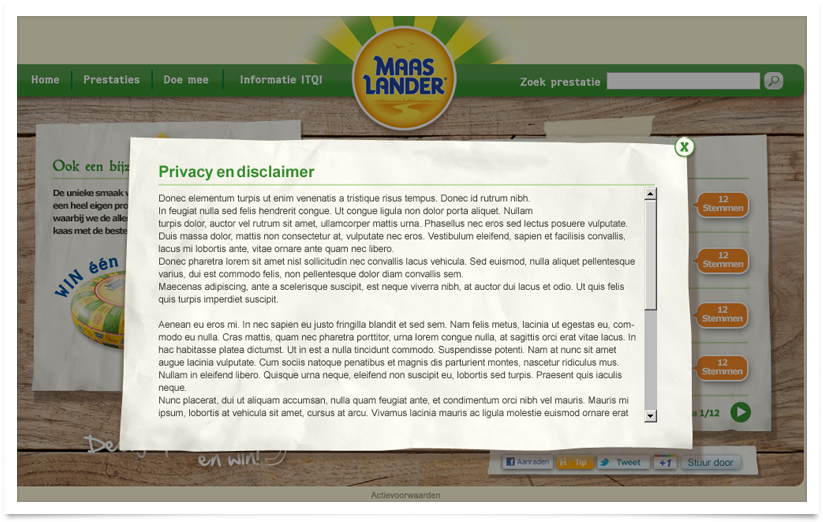 Home
Prestaties
Doe mee
Informatie ITQI
MAAS
LANDER
Zoek prestatie
Ook een bijz
De unieke smaak v
een heel eigen pro
waarbij we de alle
kaas met de beste
WIN één
X
Privacy en disclaimer
Donec elementum turpis ut enim venenatis a tristique risus tempus. Donec id rutrum nibh.
In feugiat nulla sed felis hendrerit congue. Ut congue ligula non dolor porta aliquet. Nullam
turpis dolor, auctor vel rutrum sit amet, ullamcorper mattis urna. Phasellus nec eros sed lectus posuere vulputate.
Duis massa dolor, mattis non consectetur at, vulputate nec eros. Vestibulum eleifend, sapien et facilisis convallis,
lacus mi lobortis ante, vitae ornare ante quam nec libero.
Donec pharetra lorem sit amet nisl sollicitudin nec convallis lacus vehicula. Sed euismod, nulla aliquet pellentesque
varius, dui est commodo felis, non pellentesque dolor diam convallis sem.
Maecenas adipiscing, ante a scelerisque suscipit, est neque viverra nibh, at auctor dui lacus et odio. Ut quis felis
quis turpis imperdiet suscipit.
Aenean eu eros mi. In nec sapien eu justo fringilla blandit et sed sem. Nam felis metus, lacinia ut egestas eu, com-
modo eu nulla. Cras mattis, quam nec pharetra porttitor, urna lorem congue nulla, at sagittis orci erat vitae lacus. In
hac habitasse platea dictumst. Ut in est a nulla tincidunt commodo. Suspendisse potenti. Nam at nunc sit amet
augue lacinia vulputate. Cum sociis natoque penatibus et magnis dis parturient montes, nascetur ridiculus mus.
Nullam in eleifend libero. Quisque urna neque, eleifend non suscipit eu, lobortis sed turpis. Praesent quis iaculis
neque.
Nunc placerat, dui ut aliquam accumsan, nulla quam feugiat ante, et condimentum orci nibh vel mauris. Mauris mi
ipsum, lobortis at vehicula sit amet, cursus at arcu. Vivamus lacinia mauris ac ligula molestie euismod ornare erat
12
Stemmen
12
Stemmen
12
Stemmen
12
Stemmen
a 1/12
en win!
Aanraden
H Tip
Tweet
+1
Stuur door
Actievoorwaarden